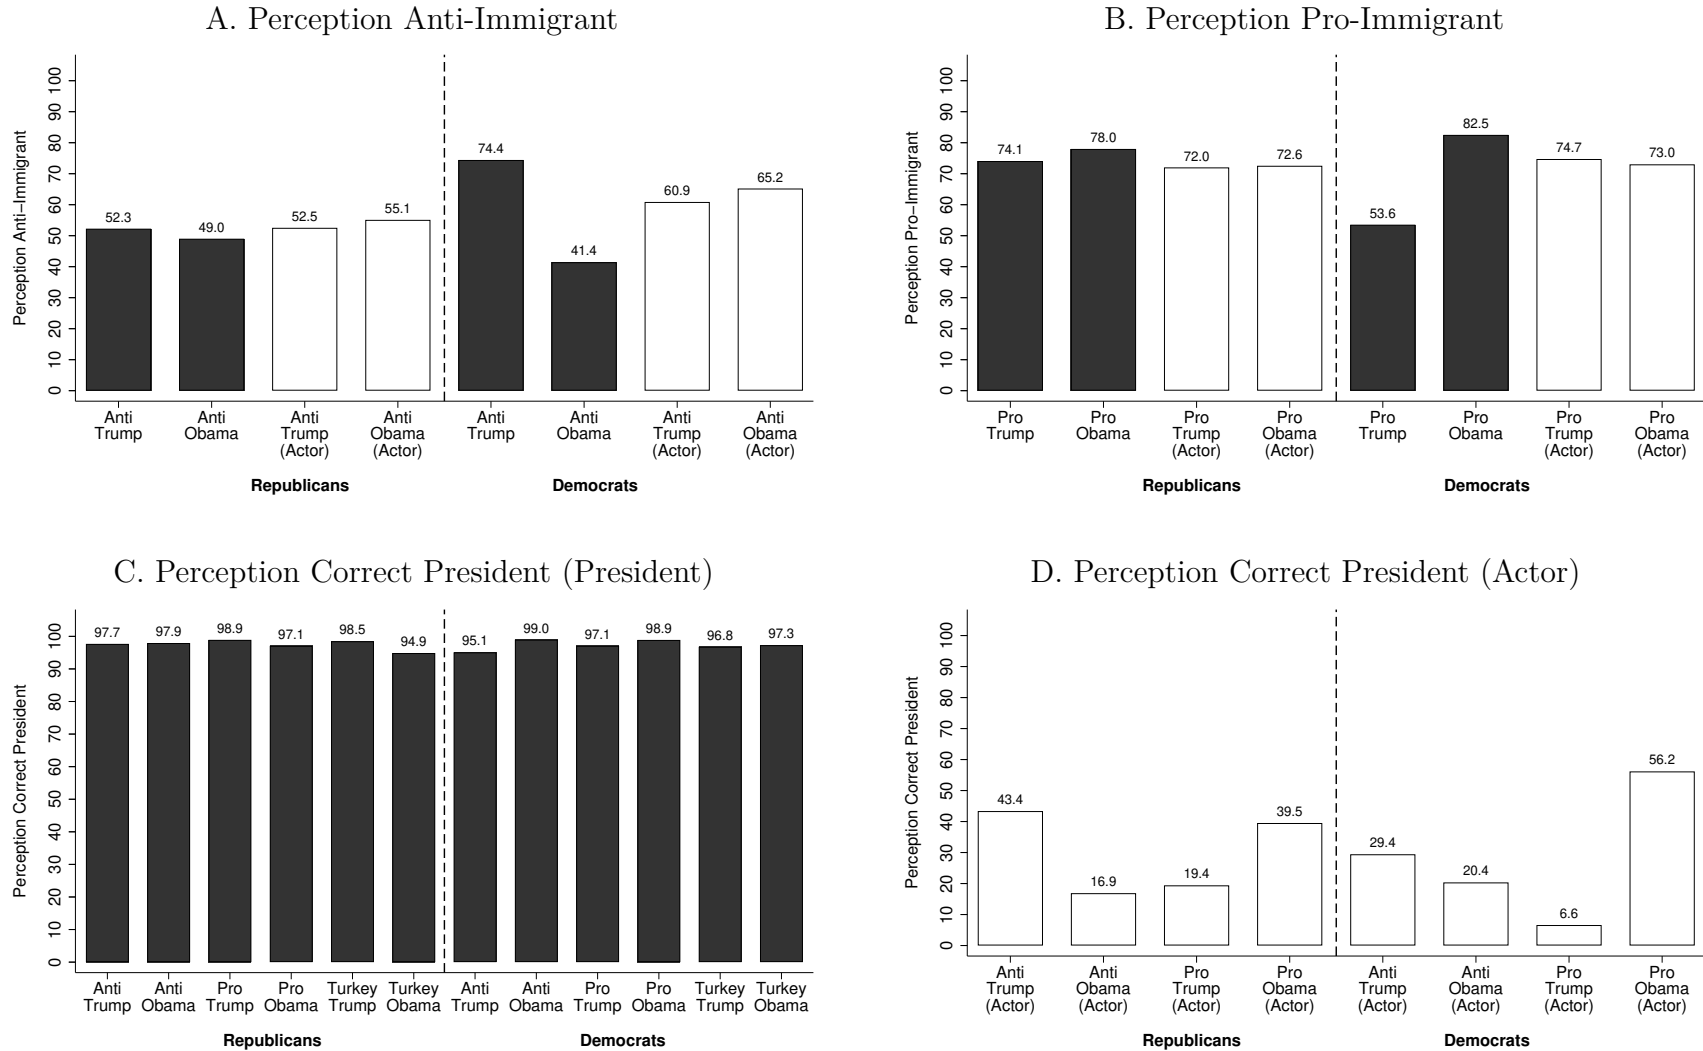 A. Perception Anti-Immigrant
Perception Anti−Immigrant
0 10 20 30 40 50 60 70 80 90 100
52.3 49.0 52.5 55.1 74.4 41.4 60.9 65.2
Anti Anti Anti Anti Anti Anti Anti Anti
Trump Obama Trump Obama Trump Obama Trump Obama
(Actor) (Actor) (Actor) (Actor)
Republicans Democrats
B. Perception Pro-Immigrant
Perception Pro−Immigrant
0 10 20 30 40 50 60 70 80 90 100
74.1 78.0 72.0 72.6 53.6 82.5 74.7 73.0
Pro Pro Pro Pro Pro Pro Pro Pro
Trump Obama Trump Obama Trump Obama Trump Obama
(Actor) (Actor) (Actor) (Actor)
Republicans Democrats
C. Perception Correct President (President)
Perception Correct President
0 10 20 30 40 50 60 70 80 90 100
97.7 97.9 98.9 97.1 98.5 94.9 95.1 99.0 97.1 98.9 96.8 97.3
Anti Anti Pro Pro Turkey Turkey Anti Anti Pro Pro Turkey Turkey
Trump Obama Trump Obama Trump Obama Trump Obama Trump Obama Trump Obama
Republicans Democrats
D. Perception Correct President (Actor)
Perception Correct President
0 10 20 30 40 50 60 70 80 90 100
43.4 16.9 19.4 39.5 29.4 20.4 6.6 56.2
Anti Anti Pro Pro Anti Anti Pro Pro
Trump Obama Trump Obama Trump Obama Trump Obama
(Actor) (Actor) (Actor) (Actor) (Actor) (Actor) (Actor) (Actor)
Republicans Democrats